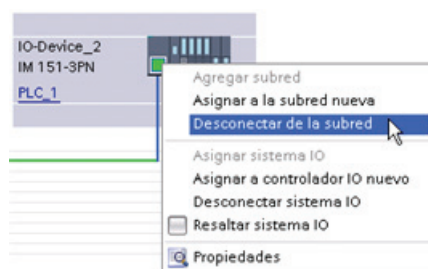 IO-Device_2
IM 151-3PN
PLC_1
Agregar subred
Asignar a la subred nueva
Desconectar de la subred
Asignar sistema IO
Asignar a controlador IO nuevo
Desconectar sistema IO
Resaltar sistema IO
Propiedades